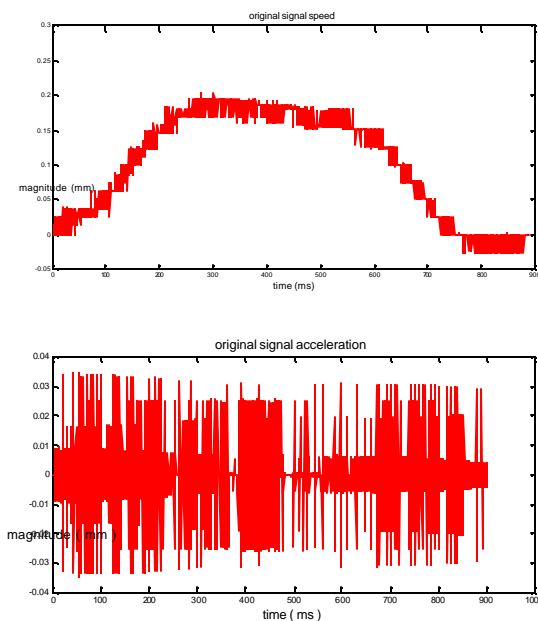 original signal speed
0.3
0.25
0.2
0.15
0.1
magnitude (mm)
0.05
0
-0.05
0 100 200 300 400 500 600 700 800 900
time (ms)
original signal acceleration
0.04
0.03
0.02
0.01
0
-0.01
magnitude ( mm )
-0.03
-0.04
0 100 200 300 400 500 600 700 800 900 1000
time ( ms )